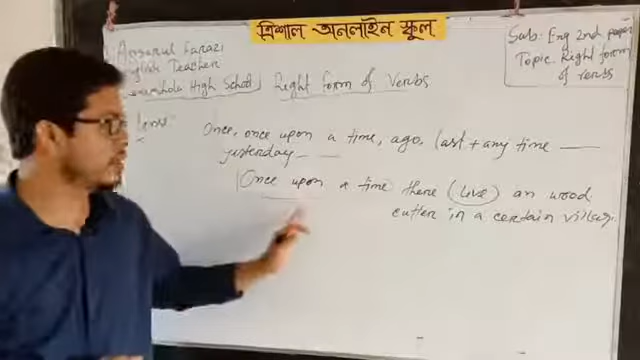 ত্রিশাল অনলাইন স্কুল
Sub: Eng 2nd paper
Topic: Right form of verbs
Ansarul Farazi
English Teacher
High School
Right form of Verbs
Once, once upon a time, ago, last + any time
yesterday
Once upon a time there (live) an wood
cutter in a certain village.